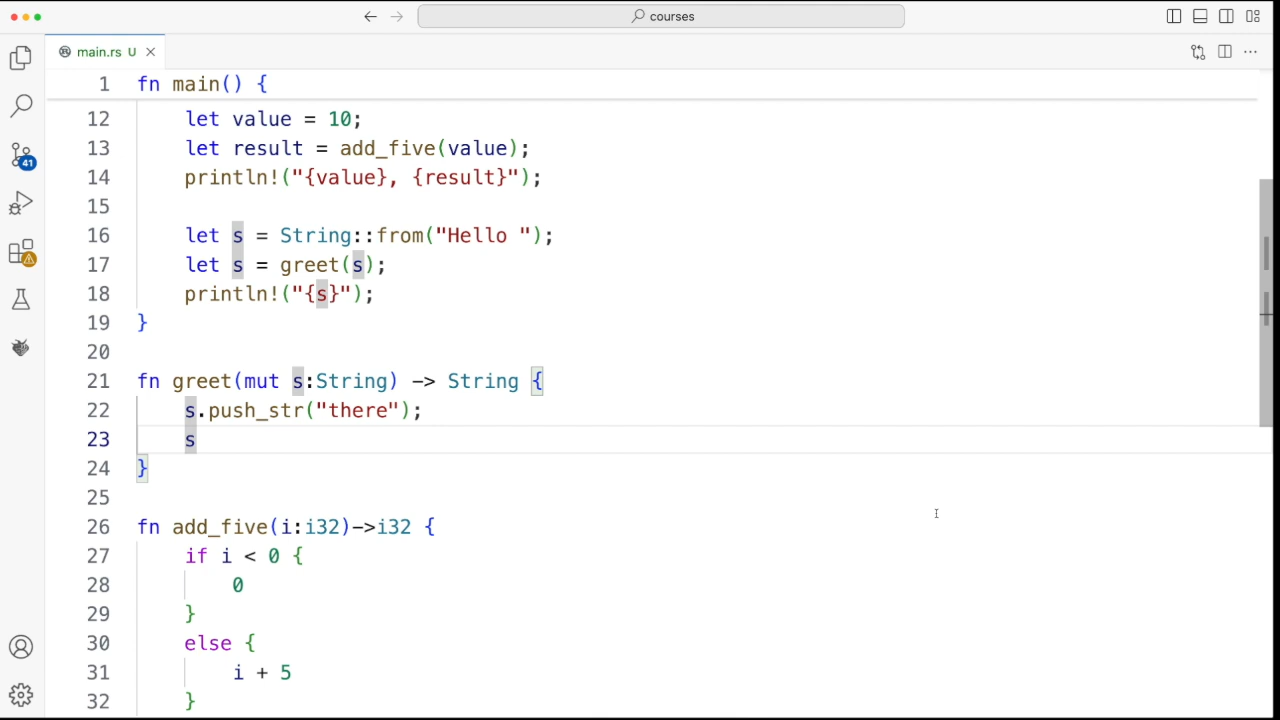 courses
main.rs U
1 fn main() {
12 let value = 10;
13 let result = add_five(value);
14 println!("{value}, {result}");
15
16 let s = String::from("Hello ");
17 let s = greet(s);
18 println!("{s}");
19 }
20
21 fn greet(mut s:String) -> String {
22 s.push_str("there");
23 s
24 }
25
26 fn add_five(i:i32)->i32 {
27 if i < 0 {
28 0
29 }
30 else {
31 i + 5
32 }
41